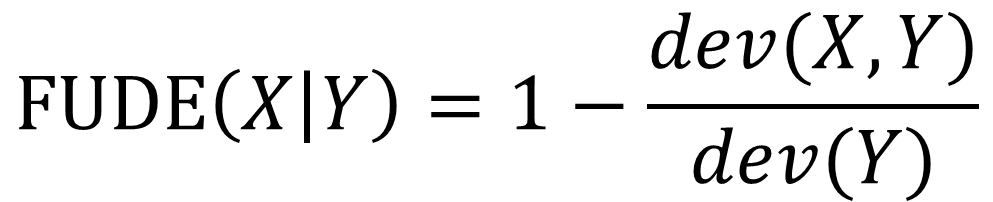 FUDE(X|Y) = 1 − dev(X, Y) / dev(Y)